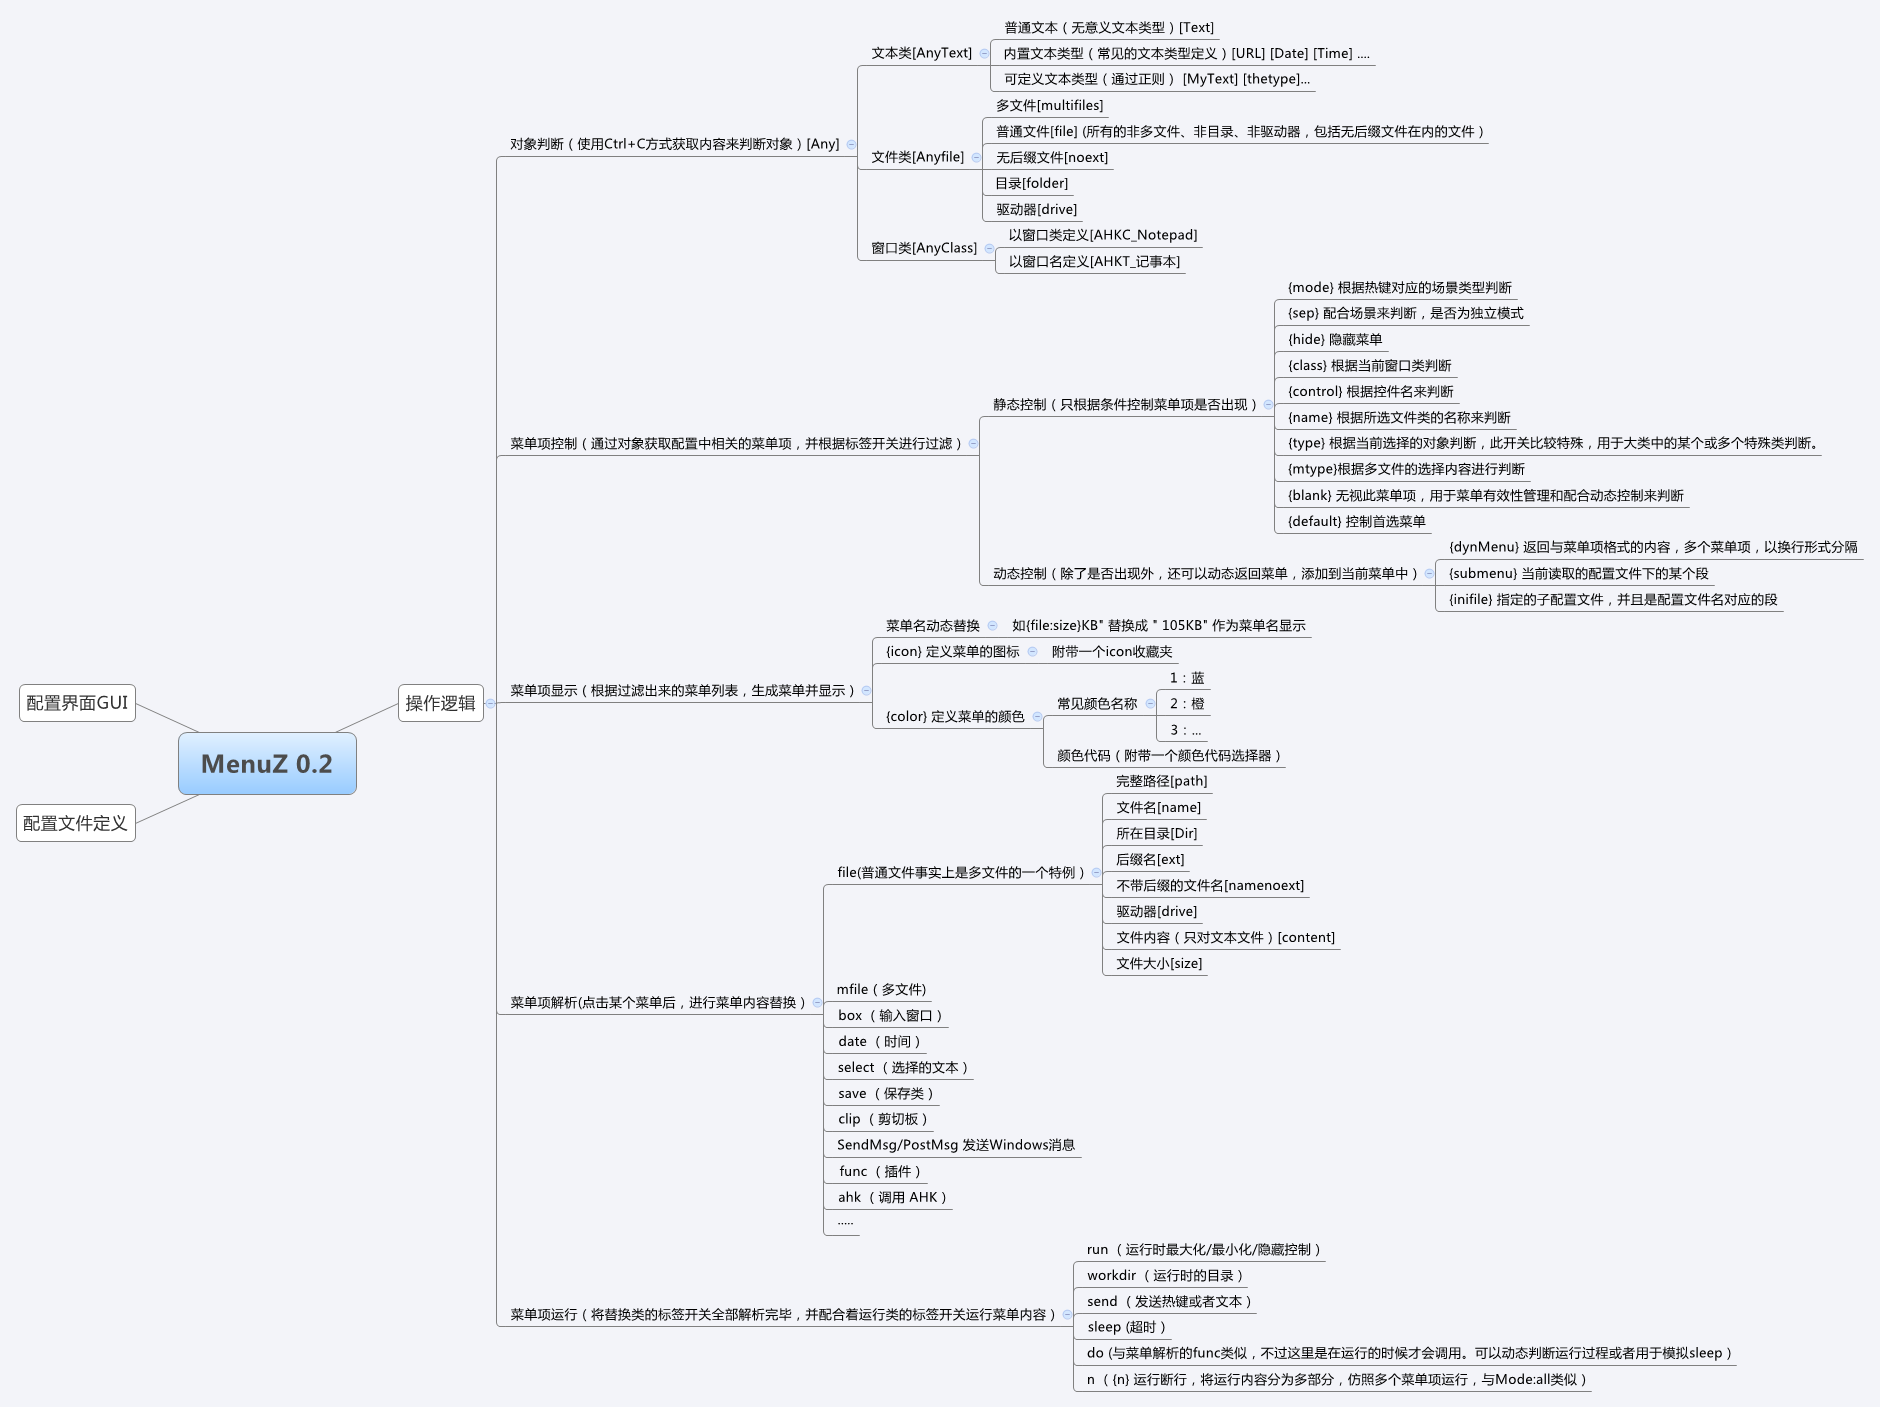 MenuZ 0.2
配置界面GUI
配置文件定义
操作逻辑
对象判断（使用Ctrl+C方式获取内容来判断对象）[Any]
文本类[AnyText]
普通文本（无意义文本类型）[Text]
内置文本类型（常见的文本类型定义）[URL] [Date] [Time] ....
可定义文本类型（通过正则） [MyText] [thetype]...
文件类[Anyfile]
多文件[multifiles]
普通文件[file] (所有的非多文件、非目录、非驱动器，包括无后缀文件在内的文件）
无后缀文件[noext]
目录[folder]
驱动器[drive]
窗口类[AnyClass]
以窗口类定义[AHKC_Notepad]
以窗口名定义[AHKT_记事本]
菜单项控制（通过对象获取配置中相关的菜单项，并根据标签开关进行过滤）
静态控制（只根据条件控制菜单项是否出现）
{mode} 根据热键对应的场景类型判断
{sep} 配合场景来判断，是否为独立模式
{hide} 隐藏菜单
{class} 根据当前窗口类判断
{control} 根据控件名来判断
{name} 根据所选文件类的名称来判断
{type} 根据当前选择的对象判断，此开关比较特殊，用于大类中的某个或多个特殊类判断。
{mtype}根据多文件的选择内容进行判断
{blank} 无视此菜单项，用于菜单有效性管理和配合动态控制来判断
{default} 控制首选菜单
动态控制（除了是否出现外，还可以动态返回菜单，添加到当前菜单中）
{dynMenu} 返回与菜单项格式的内容，多个菜单项，以换行形式分隔
{submenu} 当前读取的配置文件下的某个段
{inifile} 指定的子配置文件，并且是配置文件名对应的段
菜单项显示（根据过滤出来的菜单列表，生成菜单并显示）
菜单名动态替换
如{file:size}KB" 替换成 " 105KB" 作为菜单名显示
{icon} 定义菜单的图标
附带一个icon收藏夹
{color} 定义菜单的颜色
常见颜色名称
1：蓝
2：橙
3：...
颜色代码（附带一个颜色代码选择器）
菜单项解析(点击某个菜单后，进行菜单内容替换）
file(普通文件事实上是多文件的一个特例）
完整路径[path]
文件名[name]
所在目录[Dir]
后缀名[ext]
不带后缀的文件名[namenoext]
驱动器[drive]
文件内容（只对文本文件）[content]
文件大小[size]
mfile（多文件)
box （输入窗口）
date （时间）
select （选择的文本）
save （保存类）
clip （剪切板）
SendMsg/PostMsg 发送Windows消息
func （插件）
ahk （调用 AHK）
.....
菜单项运行（将替换类的标签开关全部解析完毕，并配合着运行类的标签开关运行菜单内容）
run （运行时最大化/最小化/隐藏控制）
workdir （运行时的目录）
send （发送热键或者文本）
sleep (超时）
do (与菜单解析的func类似，不过这里是在运行的时候才会调用。可以动态判断运行过程或者用于模拟sleep）
n （{n} 运行断行，将运行内容分为多部分，仿照多个菜单项运行，与Mode:all类似）